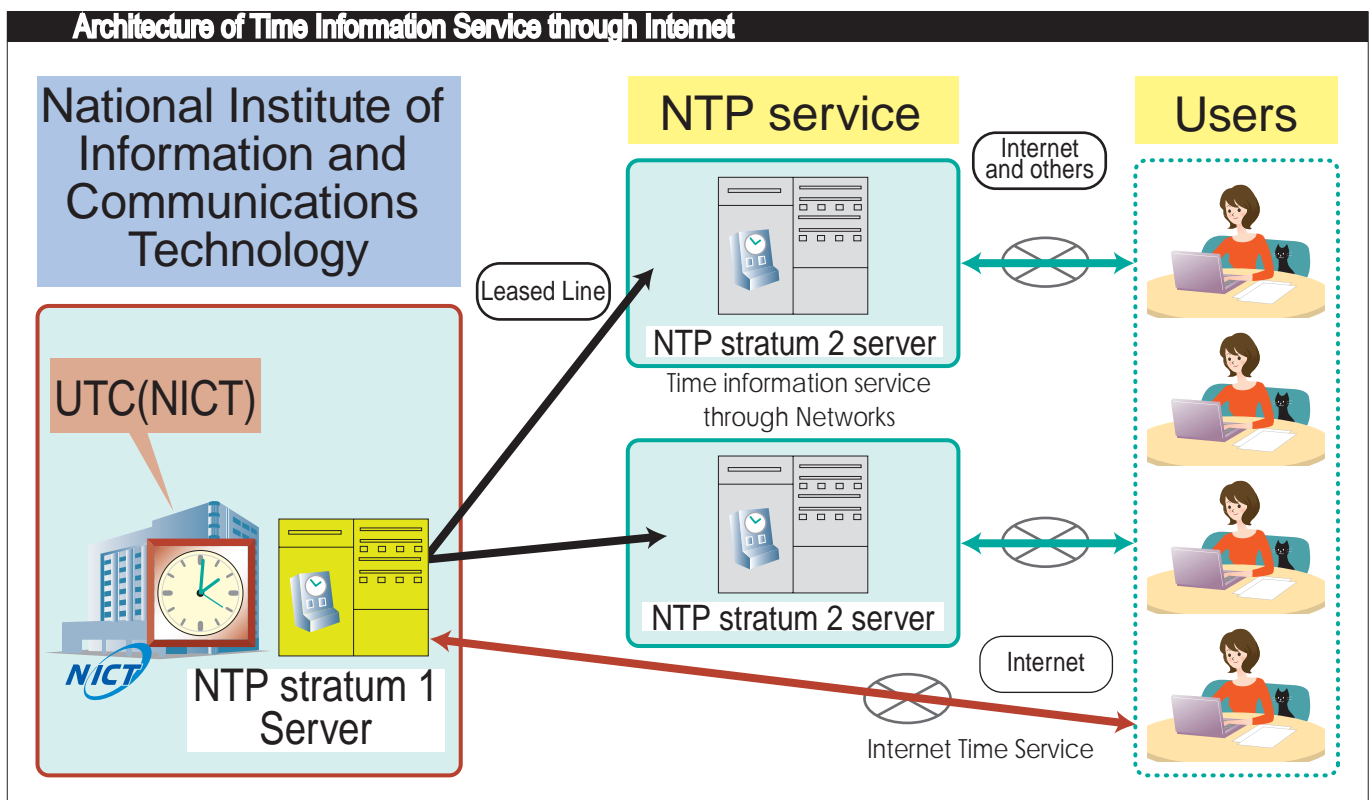 Architecture of Time Information Service through Internet
National Institute of
Information and
Communications
Technology
UTC(NICT)
NICT
NTP stratum 1
Server
Leased Line
NTP service
NTP stratum 2 server
Time information service
through Networks
NTP stratum 2 server
Internet
and others
Internet
Internet Time Service
Users